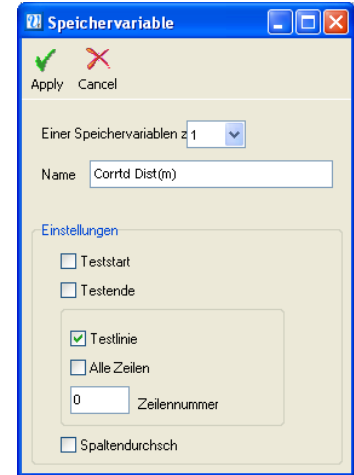 Speichervariable
Apply Cancel
Einer Speichervariablen z 1
Name Corrtd Dist(m)
Einstellungen
Teststart
Testende
Testlinie
Alle Zeilen
0 Zeilennummer
Spaltendurchsch